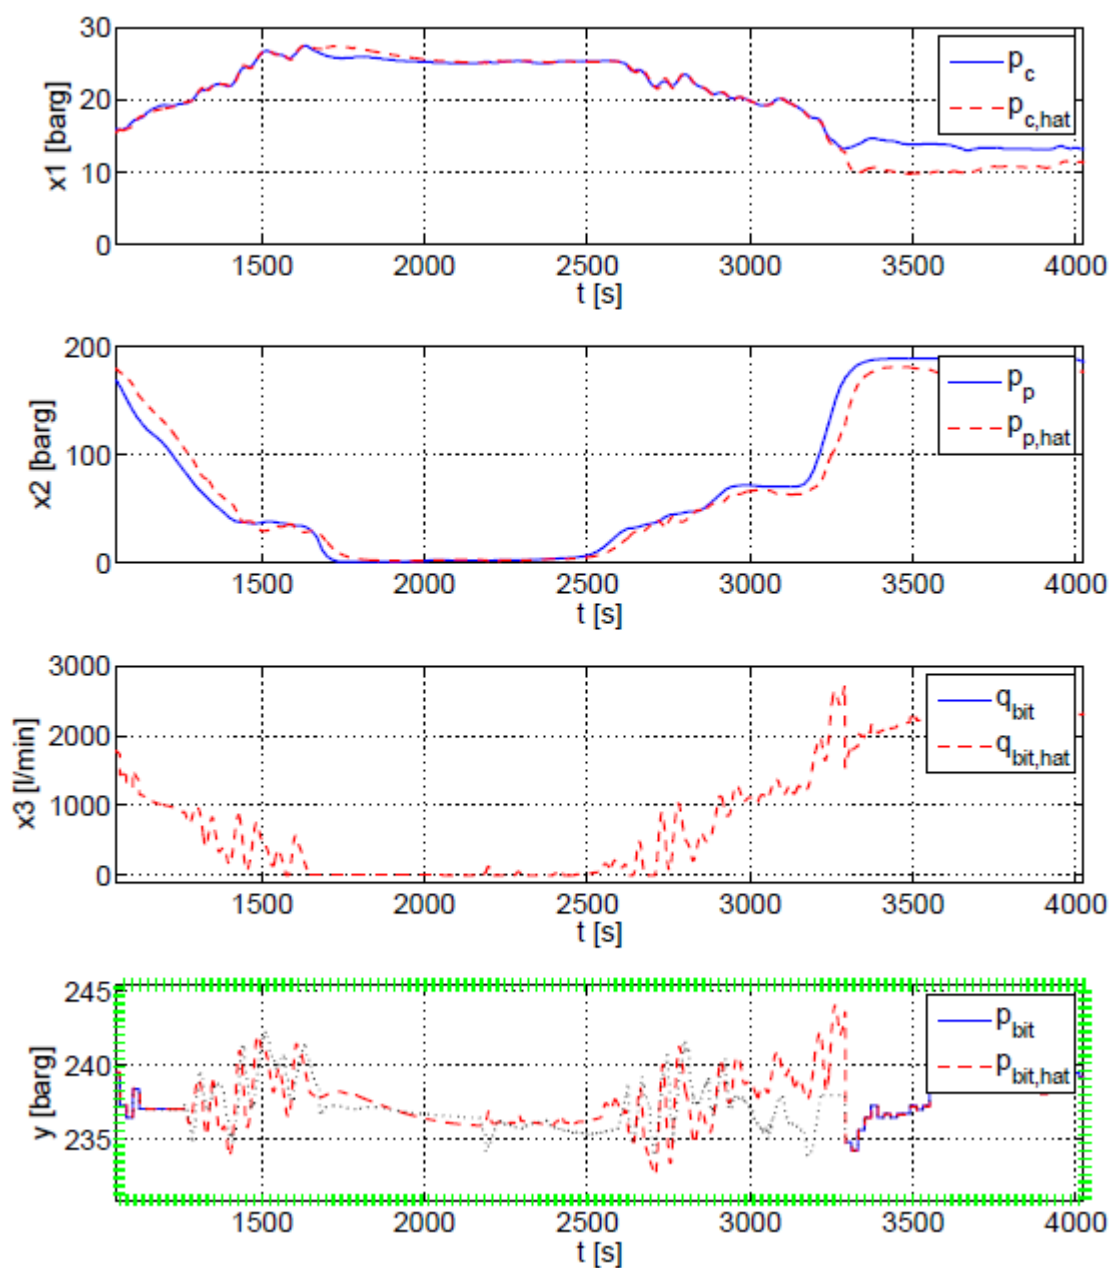 30
20
10
0
x1 [barg]
p_c
p_c,hat
1500 2000 2500 3000 3500 4000
t [s]
200
100
0
x2 [barg]
p_p
p_p,hat
1500 2000 2500 3000 3500 4000
t [s]
3000
2000
1000
0
x3 [l/min]
q_bit
q_bit,hat
1500 2000 2500 3000 3500 4000
t [s]
245
240
235
y [barg]
p_bit
p_bit,hat
1500 2000 2500 3000 3500 4000
t [s]